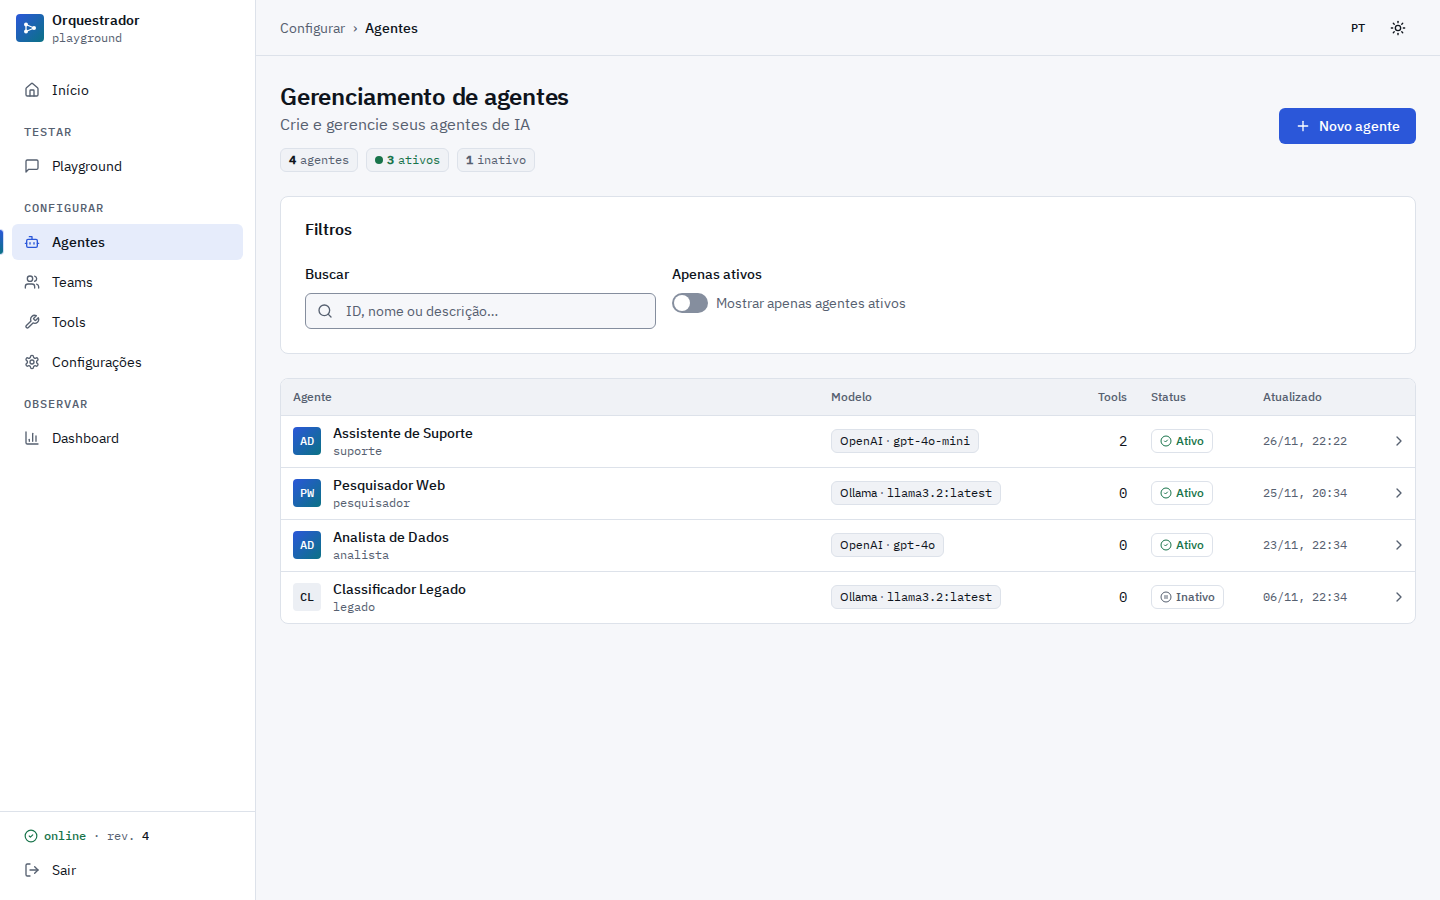 Orquestrador
playground
Início
TESTAR
Playground
CONFIGURAR
Agentes
Teams
Tools
Configurações
OBSERVAR
Dashboard
online · rev. 4
Sair
Configurar › Agentes
PT
Gerenciamento de agentes
Crie e gerencie seus agentes de IA
4 agentes
3 ativos
1 inativo
Novo agente
Filtros
Buscar
ID, nome ou descrição...
Apenas ativos
Mostrar apenas agentes ativos
Agente Modelo Tools Status Atualizado
AD Assistente de Suporte OpenAI · gpt-4o-mini 2 Ativo 26/11, 22:22
suporte
PW Pesquisador Web Ollama · llama3.2:latest 0 Ativo 25/11, 20:34
pesquisador
AD Analista de Dados OpenAI · gpt-4o 0 Ativo 23/11, 22:34
analista
CL Classificador Legado Ollama · llama3.2:latest 0 Inativo 06/11, 22:34
legado